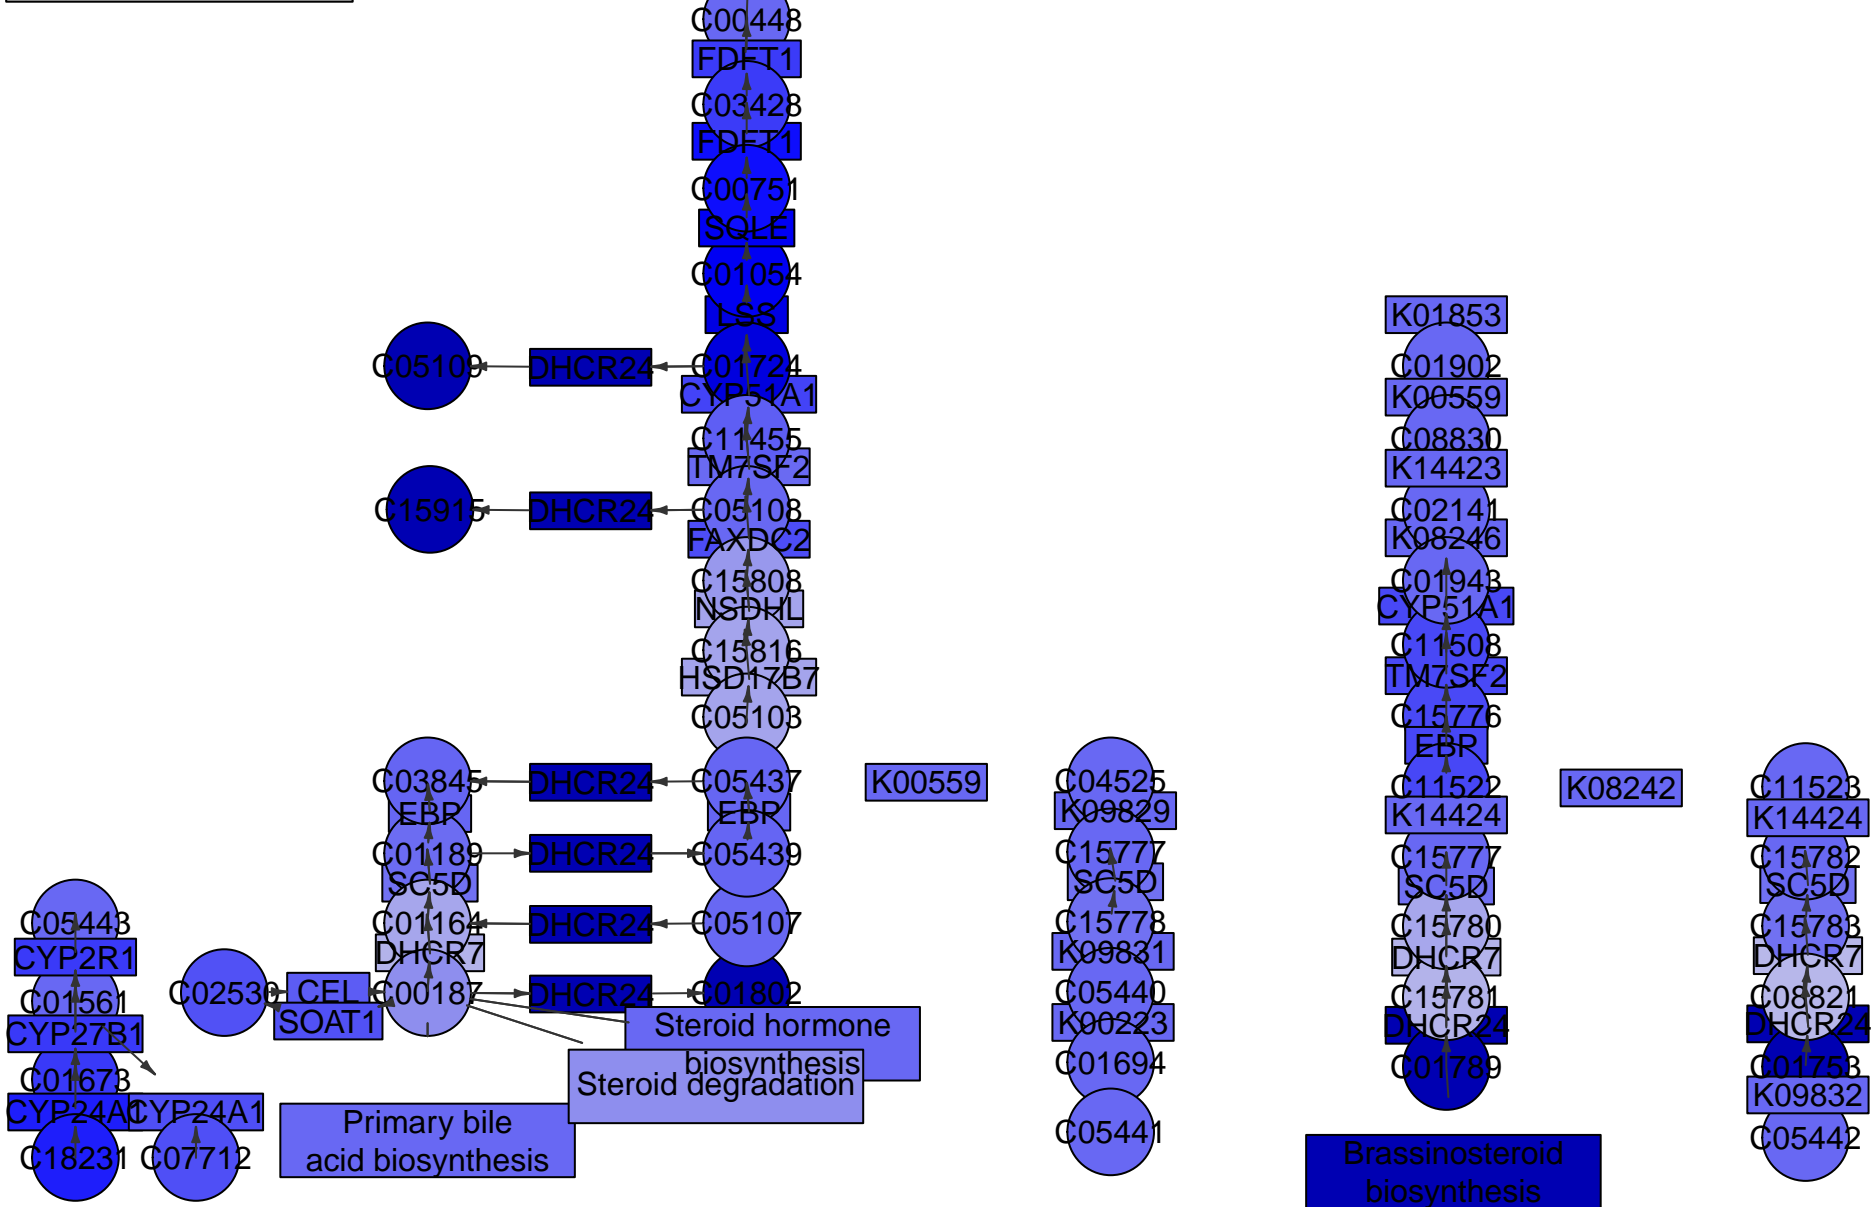 C00448
FDFT1
C03428
FDFT1
C00751
SQLE
C01054
LSS
C05109
DHCR24
C01724
CYP51A1
C11455
TM7SF2
C15915
DHCR24
C05108
FAXDC2
C15808
NSDHL
C15816
HSD17B7
C05103
C03845
DHCR24
C05437
EBP
EBP
C01189
DHCR24
C05439
SC5D
C01164
DHCR24
C05107
DHCR7
C02530
CEL
SOAT1
C00187
DHCR24
C01802
C05443
CYP2R1
C01561
CYP27B1
C01673
CYP24A1
CYP24A1
C18231
C07712
Steroid hormone
biosynthesis
Steroid degradation
Primary bile
acid biosynthesis
K00559
C04525
K09829
C15777
SC5D
C15778
K09831
C05440
K00223
C01694
C05441
K01853
C01902
K00559
C08830
K14423
C02141
K08246
C01943
CYP51A1
C11508
TM7SF2
C15776
EBP
C11522
K14424
C15777
SC5D
C15780
DHCR7
C15781
DHCR24
C01789
Brassinosteroid
biosynthesis
K08242
C11523
K14424
C15782
SC5D
C15783
DHCR7
C08821
DHCR24
C01753
K09832
C05442